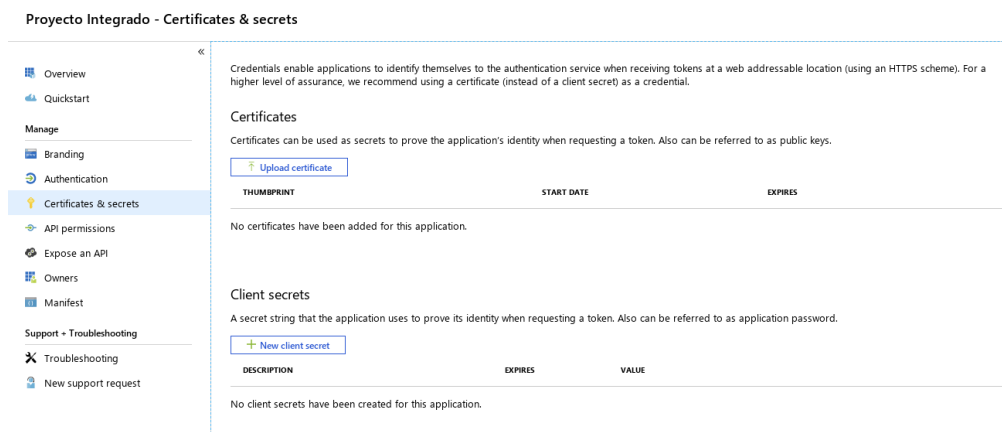 Proyecto Integrado - Certificates & secrets
«
Overview
Quickstart
Manage
Branding
Authentication
Certificates & secrets
API permissions
Expose an API
Owners
Manifest
Support + Troubleshooting
Troubleshooting
New support request
Credentials enable applications to identify themselves to the authentication service when receiving tokens at a web addressable location (using an HTTPS scheme). For a
higher level of assurance, we recommend using a certificate (instead of a client secret) as a credential.
Certificates
Certificates can be used as secrets to prove the application's identity when requesting a token. Also can be referred to as public keys.
Upload certificate
THUMBPRINT START DATE EXPIRES
No certificates have been added for this application.
Client secrets
A secret string that the application uses to prove its identity when requesting a token. Also can be referred to as application password.
New client secret
DESCRIPTION EXPIRES VALUE
No client secrets have been created for this application.